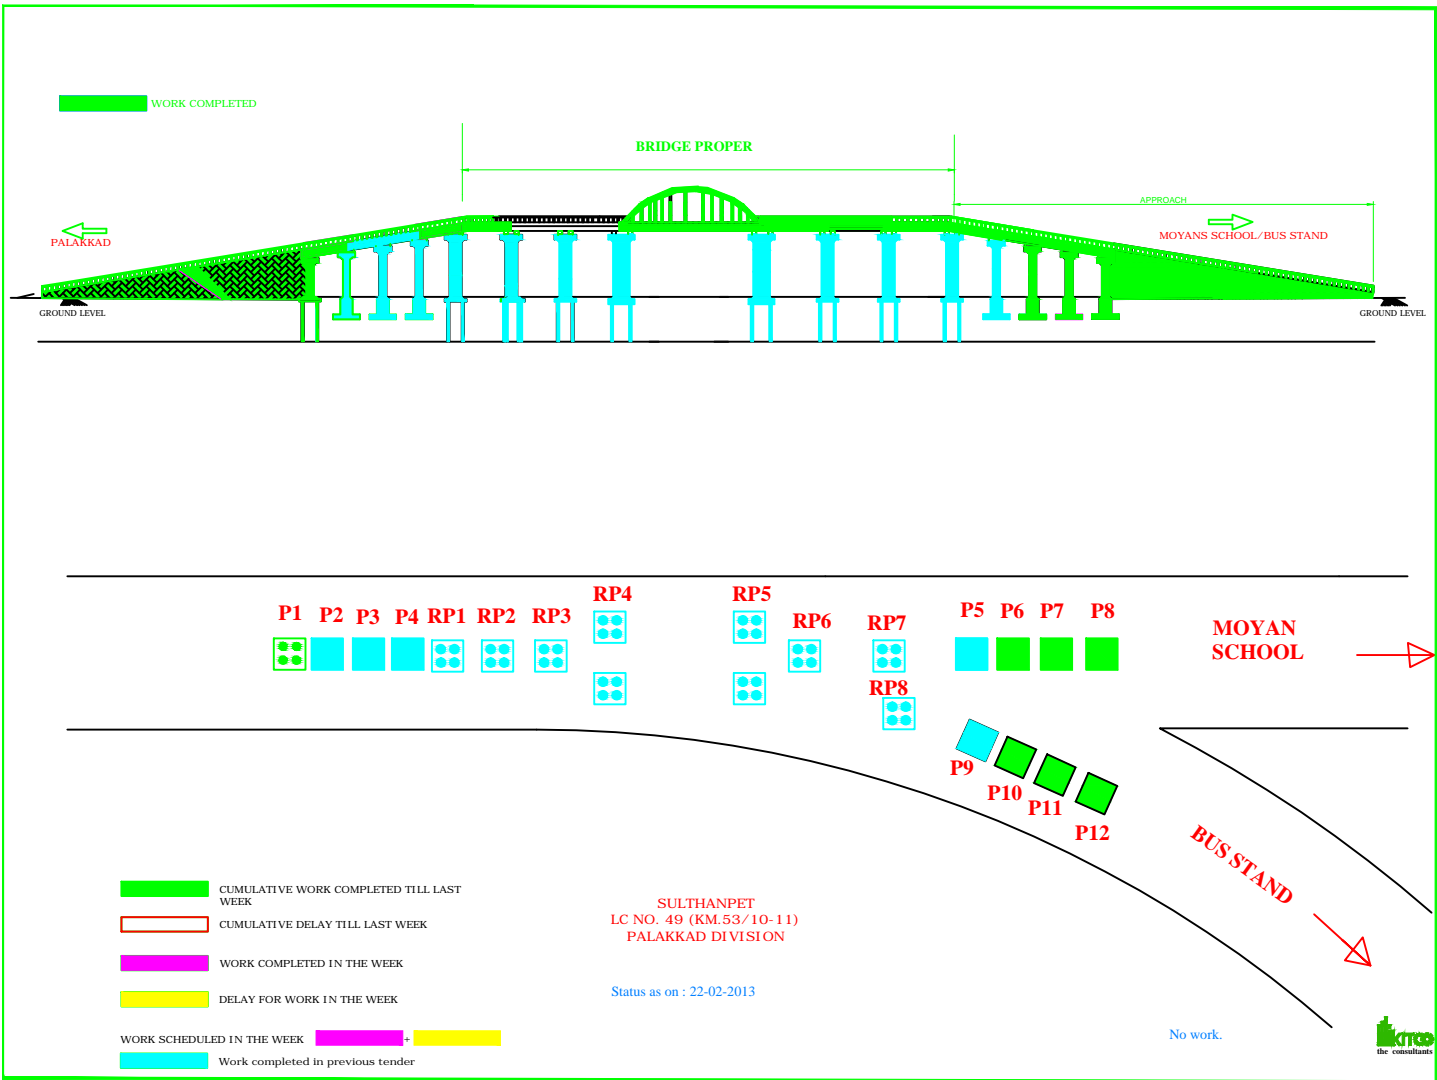 WORK COMPLETED
BRIDGE PROPER
APPROACH
PALAKKAD
MOYANS SCHOOL/BUS STAND
GROUND LEVEL
GROUND LEVEL
P1
P2
P3
P4
RP1
RP2
RP3
RP4
RP5
RP6
RP7
RP8
P5
P6
P7
P8
MOYAN
SCHOOL
P9
P10
P11
P12
BUS STAND
CUMULATIVE WORK COMPLETED TILL LAST
WEEK
CUMULATIVE DELAY TILL LAST WEEK
WORK COMPLETED IN THE WEEK
DELAY FOR WORK IN THE WEEK
WORK SCHEDULED IN THE WEEK +
Work completed in previous tender
SULTHANPET
LC NO. 49 (KM.53/10-11)
PALAKKAD DIVISION
Status as on : 22-02-2013
No work.
KITCO
the consultants